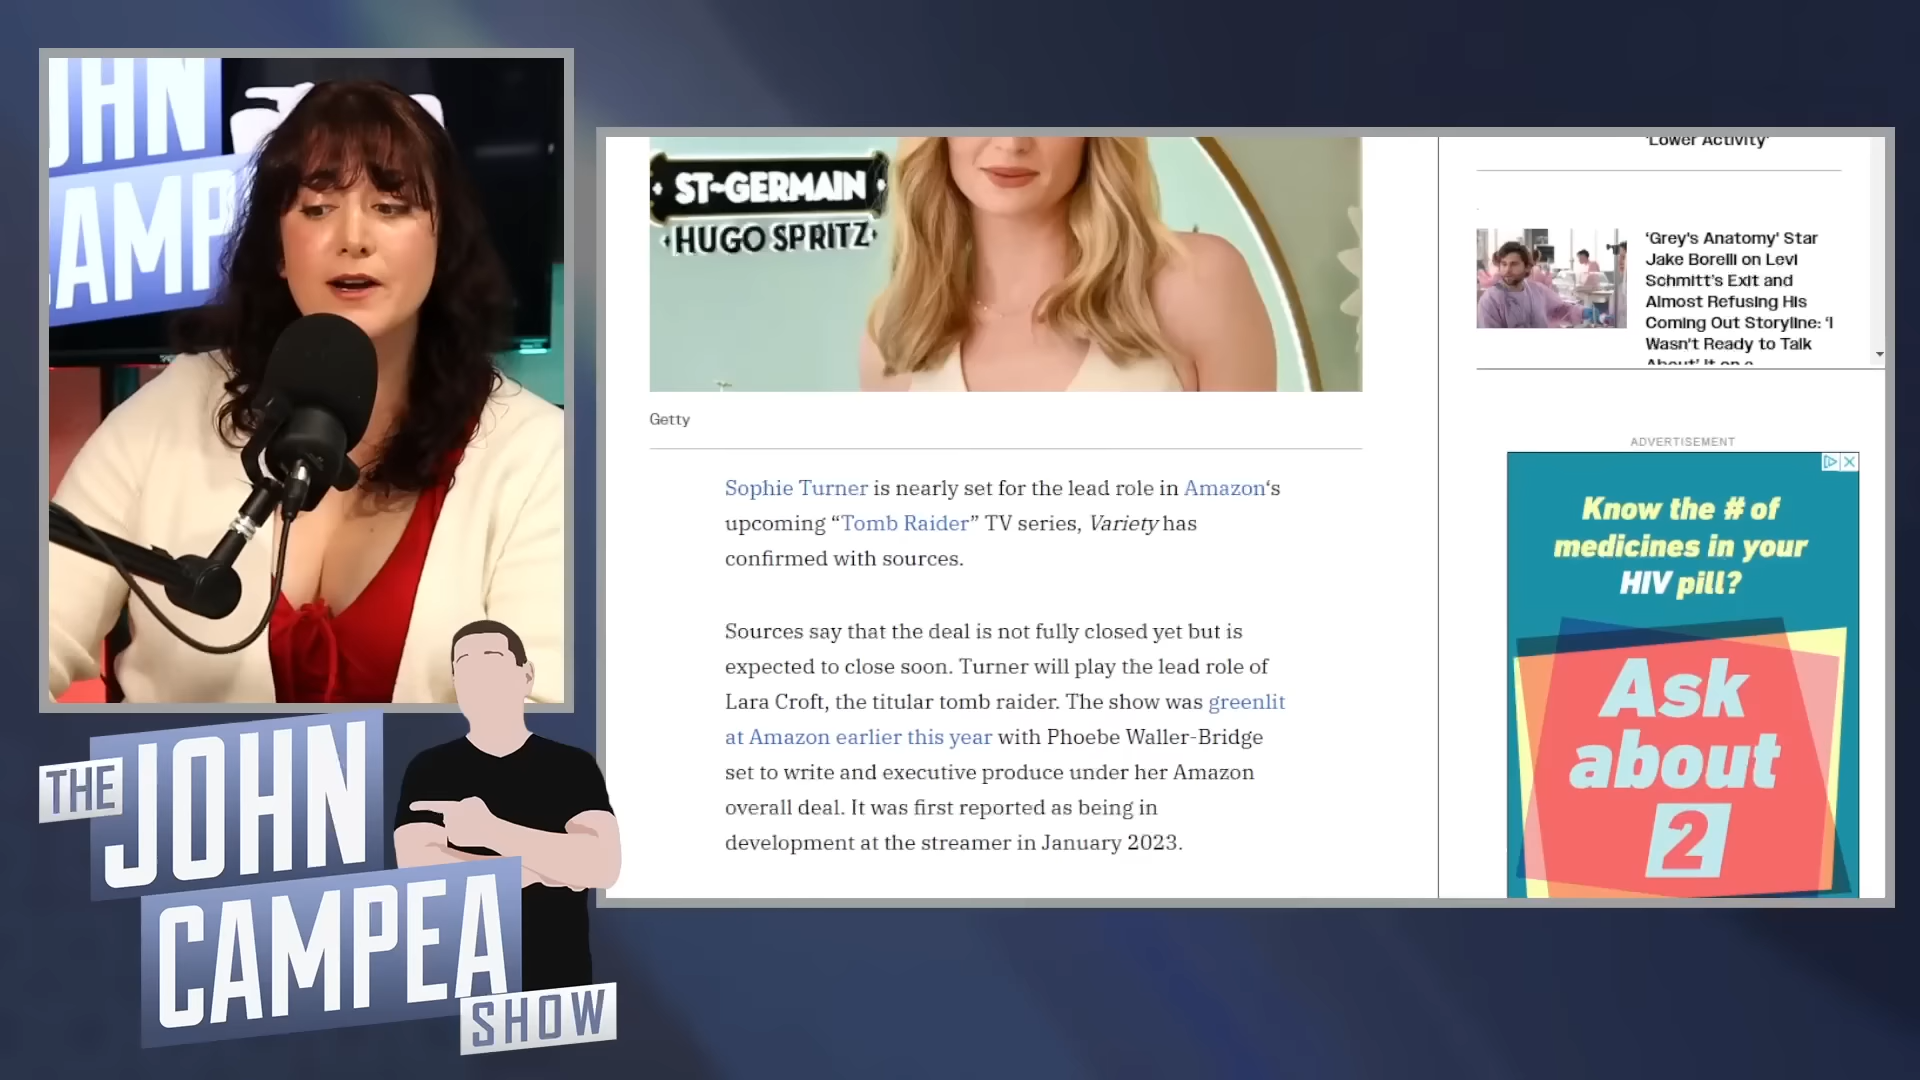 JOHN
CAMP
THE
JOHN
CAMPEA
SHOW
ST-GERMAIN
HUGO SPRITZ
Getty
Sophie Turner is nearly set for the lead role in Amazon‘s
upcoming “Tomb Raider” TV series, Variety has
confirmed with sources.
Sources say that the deal is not fully closed yet but is
expected to close soon. Turner will play the lead role of
Lara Croft, the titular tomb raider. The show was greenlit
at Amazon earlier this year with Phoebe Waller-Bridge
set to write and executive produce under her Amazon
overall deal. It was first reported as being in
development at the streamer in January 2023.
‘Lower Activity’
‘Grey's Anatomy’ Star
Jake Borelli on Levi
Schmitt’s Exit and
Almost Refusing His
Coming Out Storyline: ‘I
Wasn’t Ready to Talk
About’ It on a
ADVERTISEMENT
Know the # of
medicines in your
HIV pill?
Ask
about
2